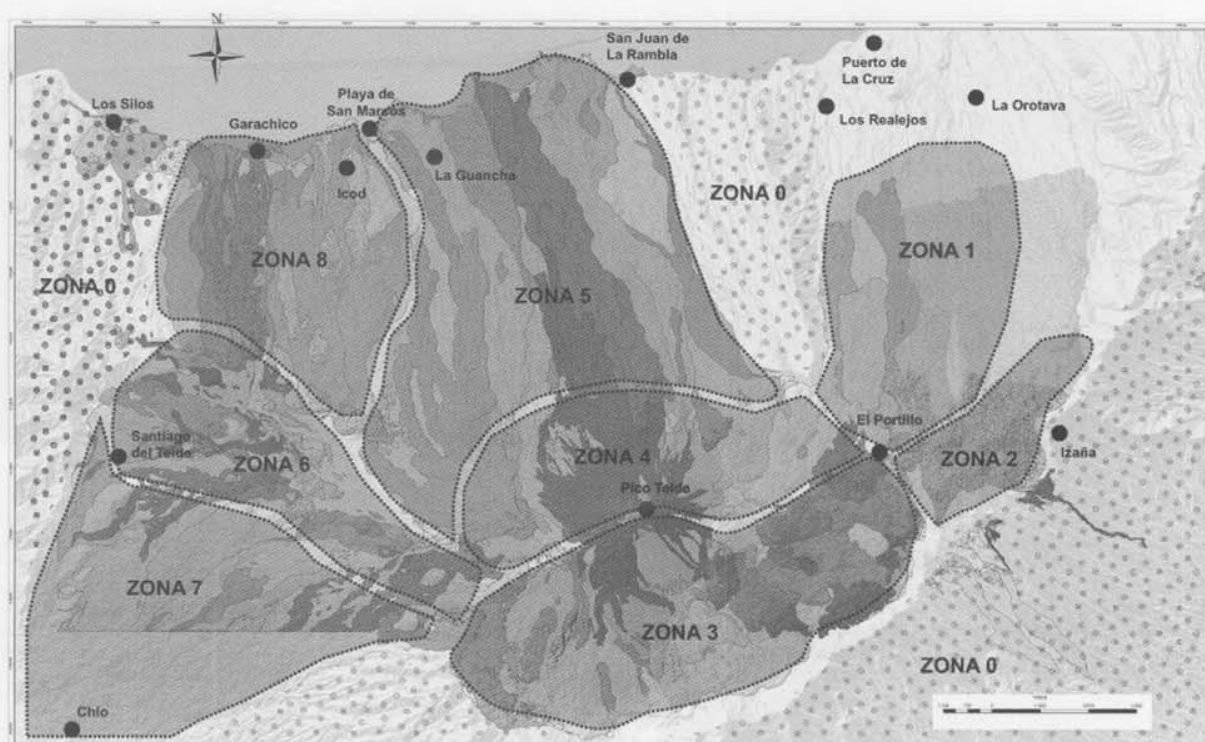 N
San Juan de
La Rambla
Puerto de
La Cruz
Los Silos
Playa de
San Marcos
La Orotava
Los Realejos
Garachico
La Guancha
Icod
ZONA 0
ZONA 1
ZONA 8
ZONA 0
ZONA 5
El Portillo
Santiago
del Teide
ZONA 6
ZONA 4
ZONA 2
Izaña
Pico Teide
ZONA 7
ZONA 3
ZONA 0
Chío